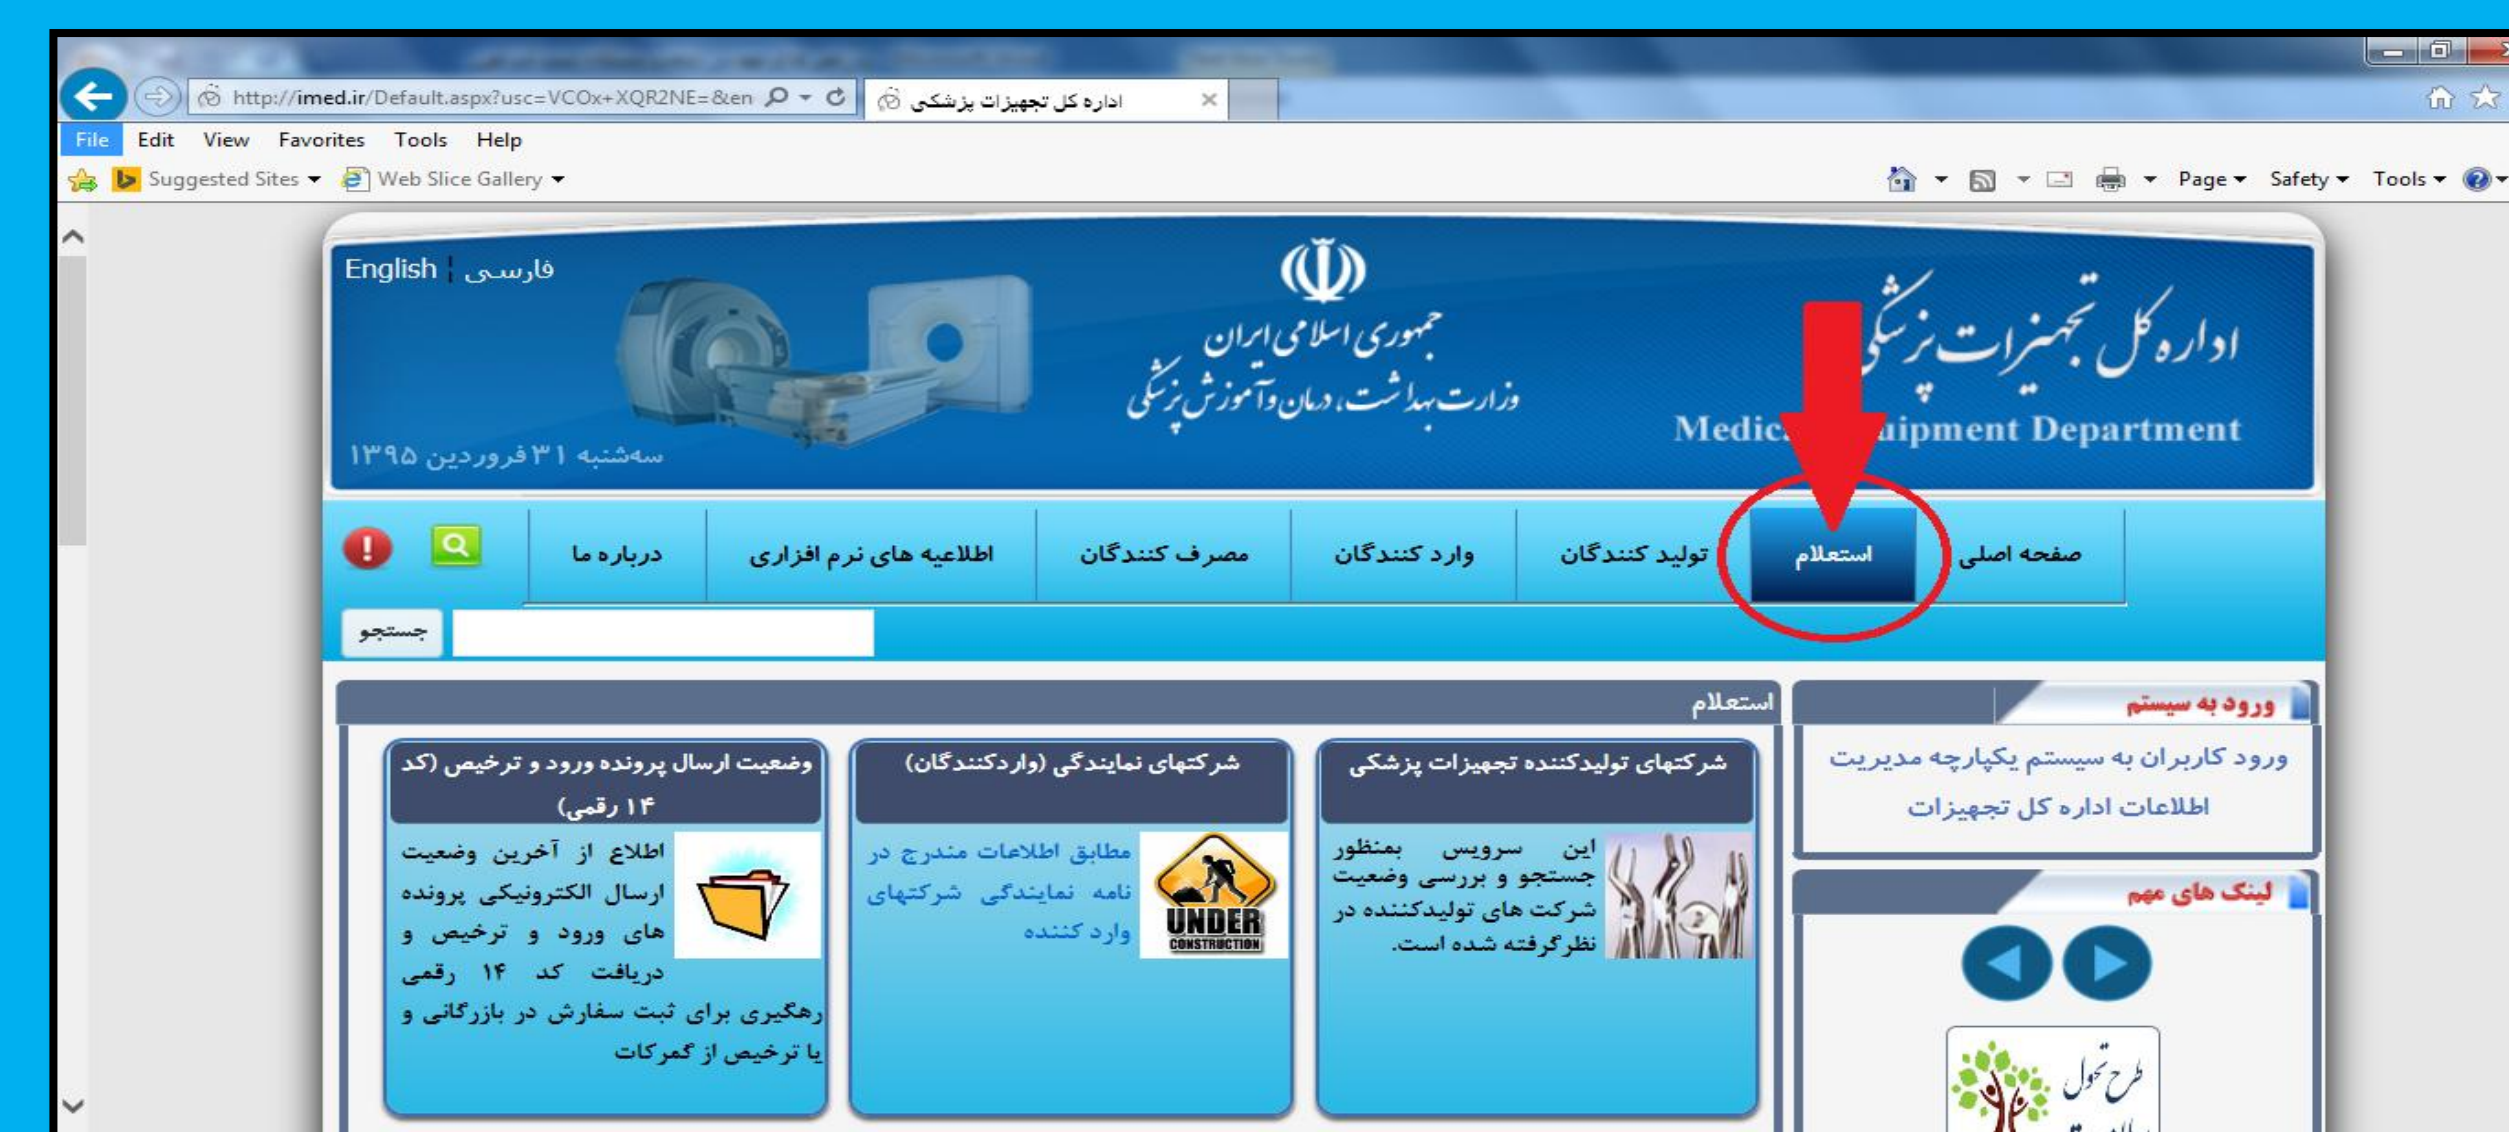 http://imed.ir/Default.aspx?usc=VCOx+XQR2NE=&en
اداره کل تجهیزات پزشکی
File Edit View Favorites Tools Help
Suggested Sites
Web Slice Gallery
Page Safety Tools
English ¦ فارسی
جمهوری اسلامی ایران
وزارت بهداشت، درمان و آموزش پزشکی
اداره کل تجهیزات پزشکی
Medic uipment Department
سه‌شنبه ۳۱ فروردین ۱۳۹۵
صفحه اصلی
استعلام
تولید کنندگان
وارد کنندگان
مصرف کنندگان
اطلاعیه های نرم افزاری
درباره ما
جستجو
ورود به سیستم
ورود کاربران به سیستم یکپارچه مدیریت
اطلاعات اداره کل تجهیزات
لینک های مهم
طرح تحول
استعلام
شرکتهای تولیدکننده تجهیزات پزشکی
این سرویس بمنظور
جستجو و بررسی وضعیت
شرکت های تولیدکننده در
نظرگرفته شده است.
شرکتهای نمایندگی (واردکنندگان)
مطابق اطلاعات مندرج در
نامه نمایندگی شرکتهای
وارد کننده
UNDER
CONSTRUCTION
وضعیت ارسال پرونده ورود و ترخیص (کد
۱۴ رقمی)
اطلاع از آخرین وضعیت
ارسال الکترونیکی پرونده
های ورود و ترخیص و
دریافت کد ۱۴ رقمی
رهگیری برای ثبت سفارش در بازرگانی و
یا ترخیص از گمرکات